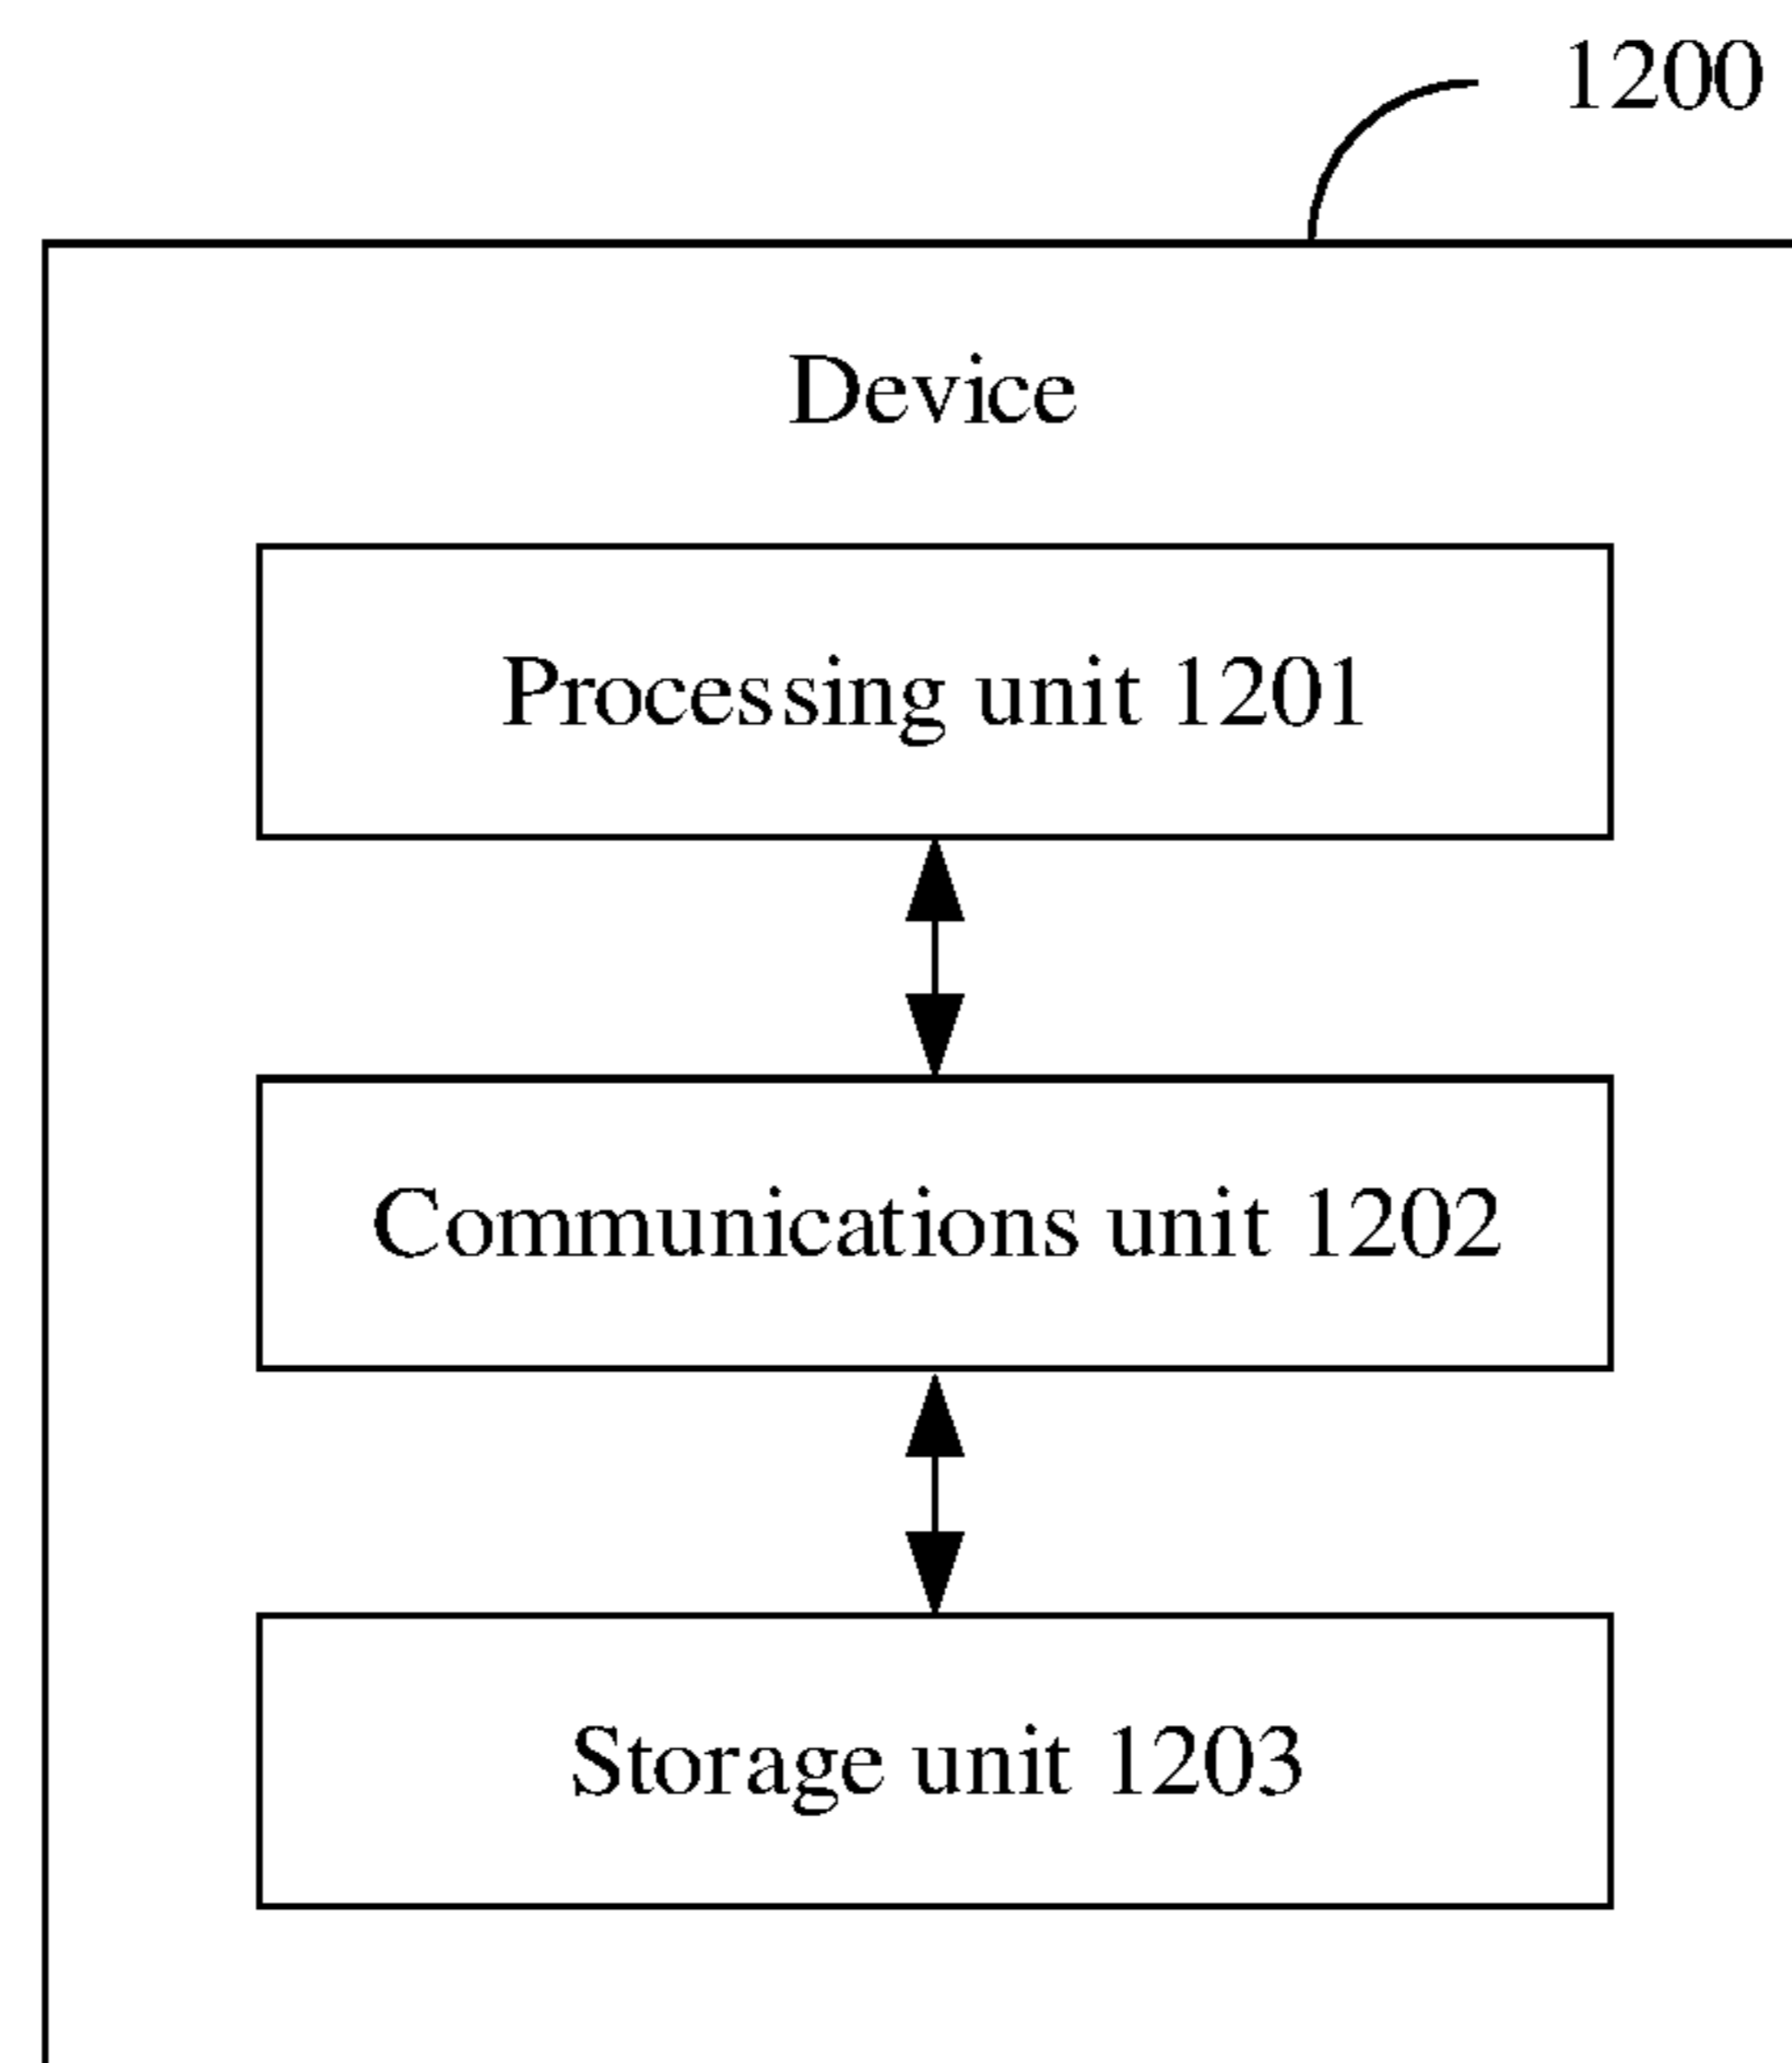 1200
Device
Processing unit 1201
Communications unit 1202
Storage unit 1203